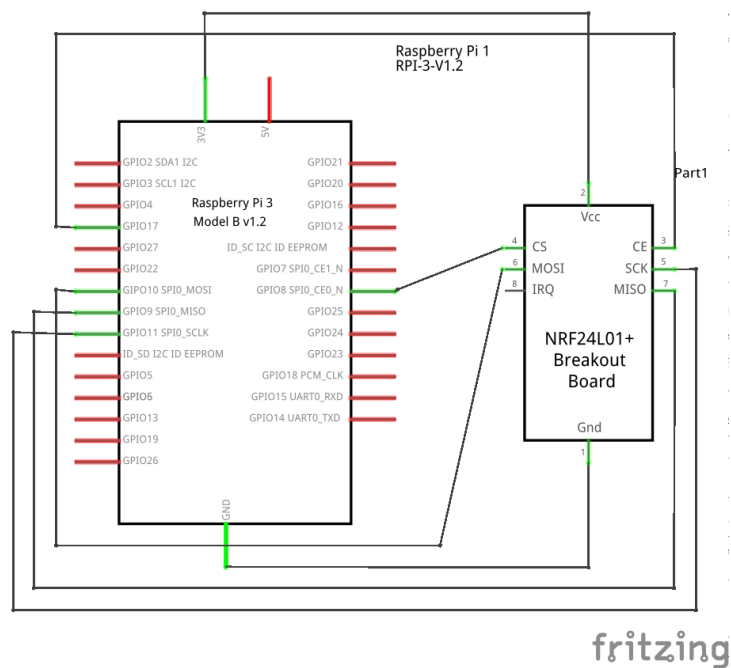 Raspberry Pi 1
RPI-3-V1.2
3V3
5V
GPIO2 SDA1 I2C
GPIO3 SCL1 I2C
GPIO4
GPIO17
GPIO27
GPIO22
GIPO10 SPI0_MOSI
GPIO9 SPI0_MISO
GPIO11 SPI0_SCLK
ID_SD I2C ID EEPROM
GPIO5
GPIO6
GPIO13
GPIO19
GPIO26
Raspberry Pi 3
Model B v1.2
GPIO21
GPIO20
GPIO16
GPIO12
ID_SC I2C ID EEPROM
GPIO7 SPI0_CE1_N
GPIO8 SPI0_CE0_N
GPIO25
GPIO24
GPIO23
GPIO18 PCM_CLK
GPIO15 UART0_RXD
GPIO14 UART0_TXD
GND
Part1
2
Vcc
4
CS
6
MOSI
8
IRQ
CE
3
SCK
5
MISO
7
NRF24L01+
Breakout
Board
Gnd
1
fritzing